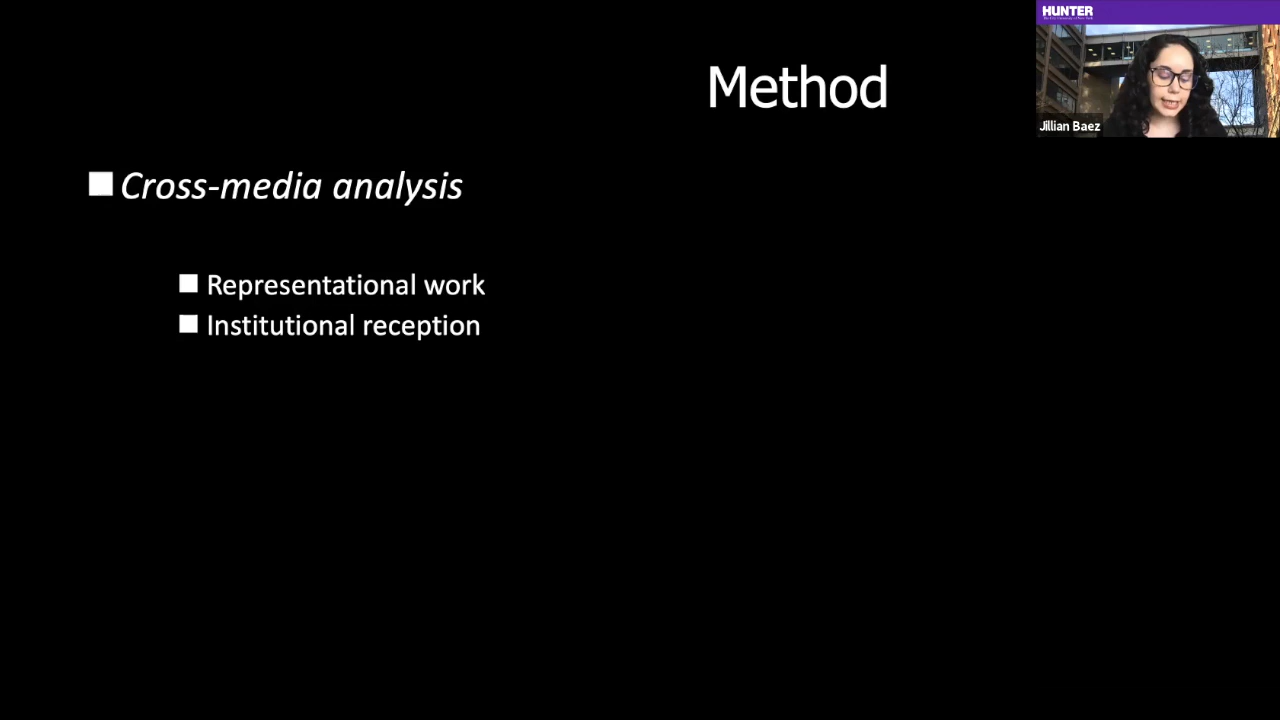 HUNTER
Method
Jillian Baez
Cross-media analysis
Representational work
Institutional reception